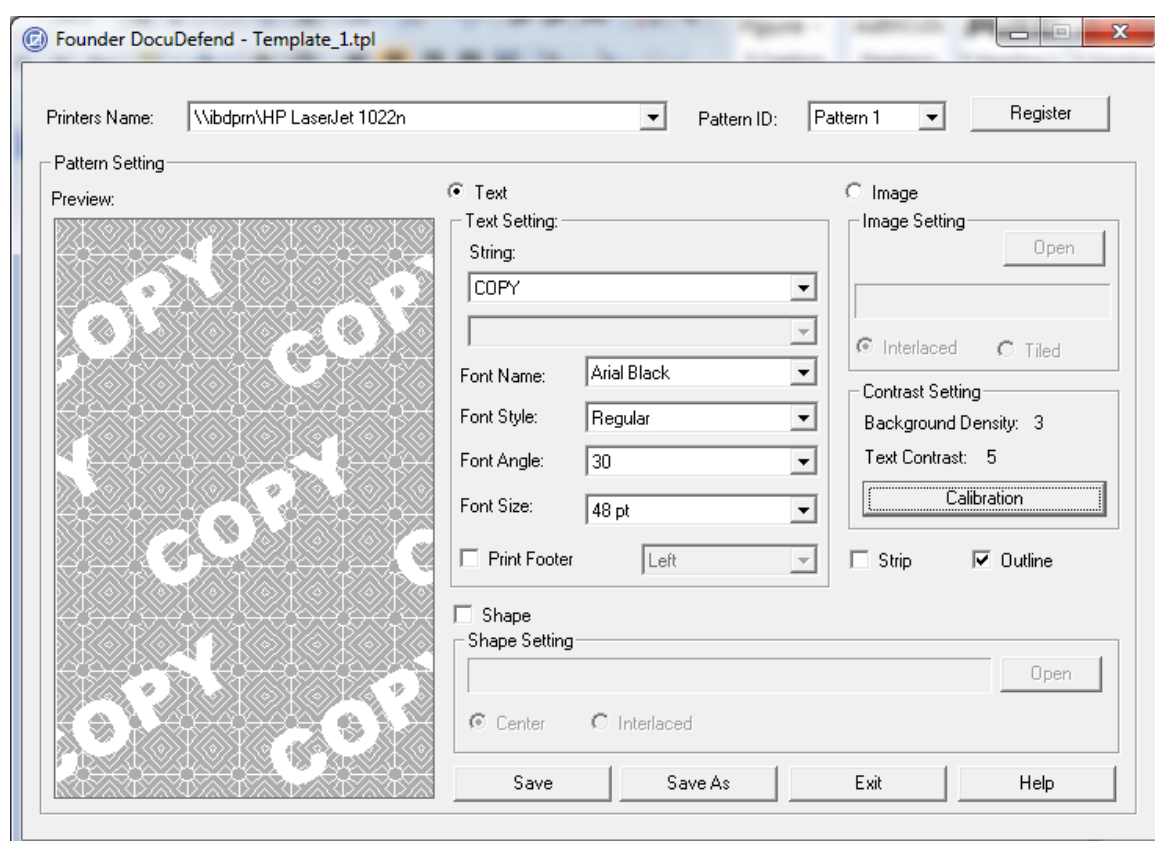 Founder DocuDefend - Template_1.tpl
Printers Name: \\ibdprn\HP LaserJet 1022n Pattern ID: Pattern 1 Register
Pattern Setting
Preview:
Text
Image
Text Setting:
Image Setting
String:
Open
COPY
Interlaced Tiled
Font Name: Arial Black
Contrast Setting
Font Style: Regular
Background Density: 3
Font Angle: 30
Text Contrast: 5
Calibration
Font Size: 48 pt
Print Footer Left
Strip Outline
Shape
Shape Setting
Open
Center Interlaced
Save Save As Exit Help
COPY
COPY
COPY
COPY
COPY